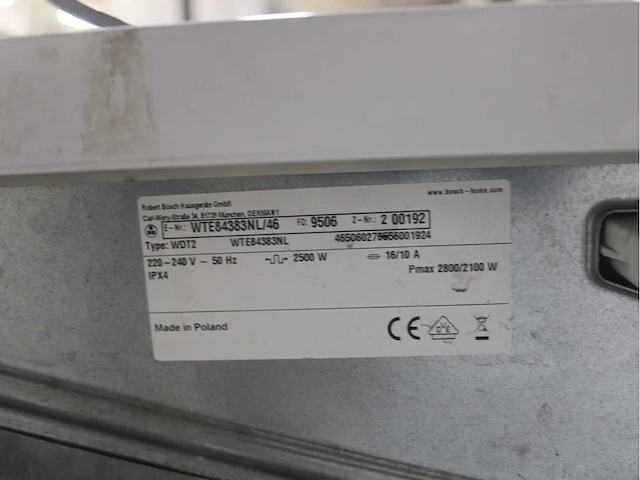 Robert Bosch Hausgeräte GmbH
www.bosch-home.com
Carl-Wery-Straße 34, 81739 München, GERMANY
E-Nr.: WTE84383NL/46 FD: 9506 Z-Nr.: 2 00192
Type: WDT2 WTE84383NL
220-240 V ~ 50 Hz 2500 W 16/10 A
IPX4 Pmax 2800/2100 W
Made in Poland CE